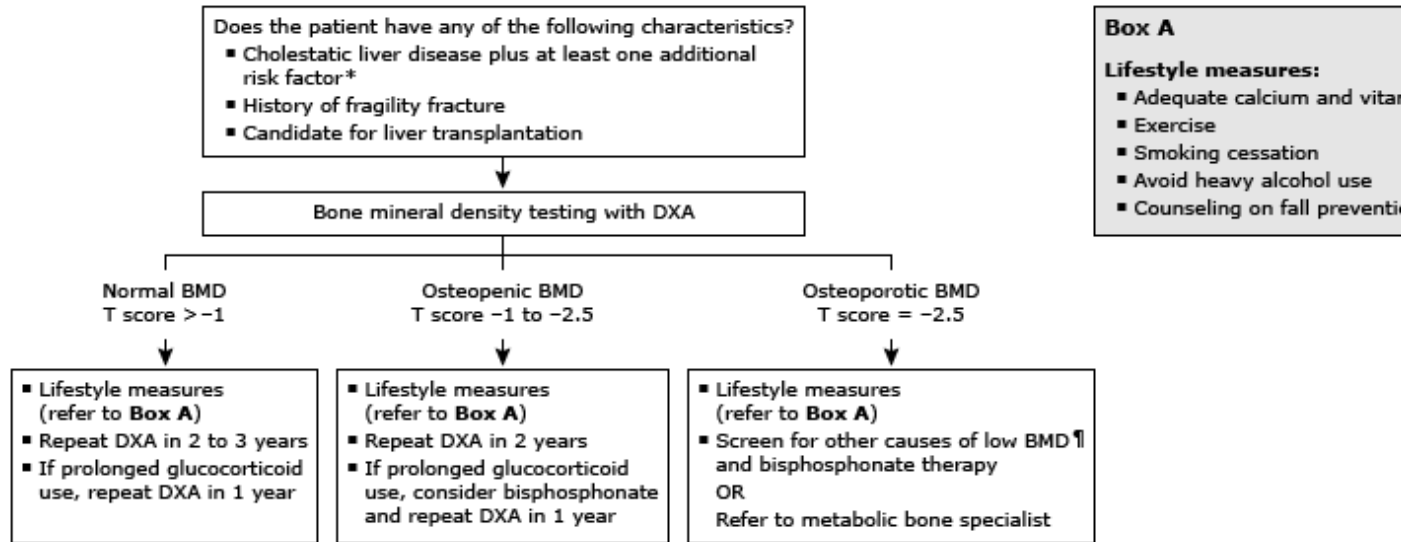 Does the patient have any of the following characteristics?
▪ Cholestatic liver disease plus at least one additional
risk factor*
▪ History of fragility fracture
▪ Candidate for liver transplantation
Box A
Lifestyle measures:
▪ Adequate calcium and
▪ Exercise
▪ Smoking cessation
▪ Avoid heavy alcohol use
▪ Counseling on fall
Bone mineral density testing with DXA
Normal BMD
T score >–1
Osteopenic BMD
T score –1 to –2.5
Osteoporotic BMD
T score = –2.5
▪ Lifestyle measures
(refer to Box A)
▪ Repeat DXA in 2 to 3 years
▪ If prolonged glucocorticoid
use, repeat DXA in 1 year
▪ Lifestyle measures
(refer to Box A)
▪ Repeat DXA in 2 years
▪ If prolonged glucocorticoid
use, consider bisphosphonate
and repeat DXA in 1 year
▪ Lifestyle measures
(refer to Box A)
▪ Screen for other causes of low BMD¶
and bisphosphonate therapy
OR
Refer to metabolic bone specialist